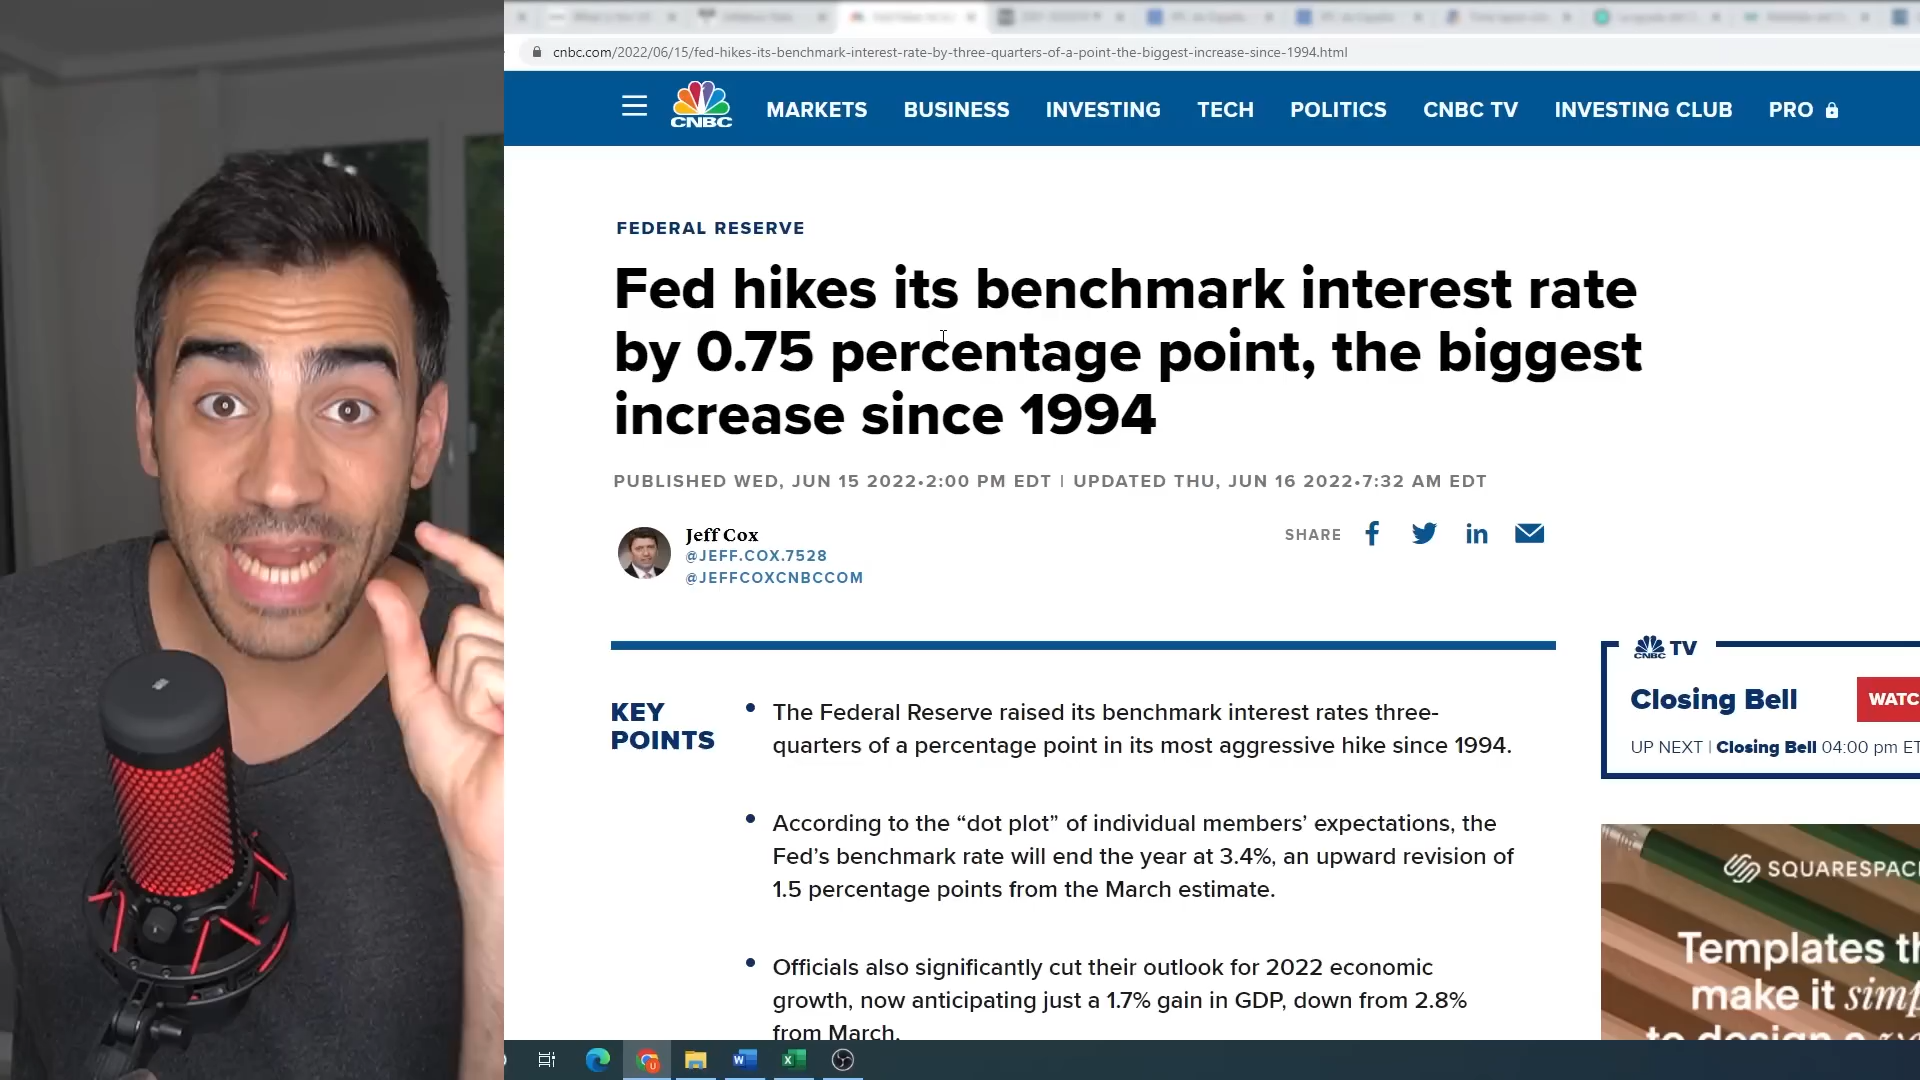 cnbc.com/2022/06/15/fed-hikes-its-benchmark-interest-rate-by-three-quarters-of-a-point-the-biggest-increase-since-1994.html
CNBC
MARKETS BUSINESS INVESTING TECH POLITICS CNBC TV INVESTING CLUB PRO
FEDERAL RESERVE
Fed hikes its benchmark interest rate
by 0.75 percentage point, the biggest
increase since 1994
PUBLISHED WED, JUN 15 2022•2:00 PM EDT | UPDATED THU, JUN 16 2022•7:32 AM EDT
Jeff Cox
@JEFF.COX.7528
@JEFFCOXCNBCCOM
SHARE
KEY
POINTS
• The Federal Reserve raised its benchmark interest rates three-
quarters of a percentage point in its most aggressive hike since 1994.
• According to the “dot plot” of individual members’ expectations, the
Fed’s benchmark rate will end the year at 3.4%, an upward revision of
1.5 percentage points from the March estimate.
• Officials also significantly cut their outlook for 2022 economic
growth, now anticipating just a 1.7% gain in GDP, down from 2.8%
from March.
CNBC TV
Closing Bell
WATC
UP NEXT | Closing Bell 04:00 pm ET
SQUARESPAC
Templates th
make it simp
to design a